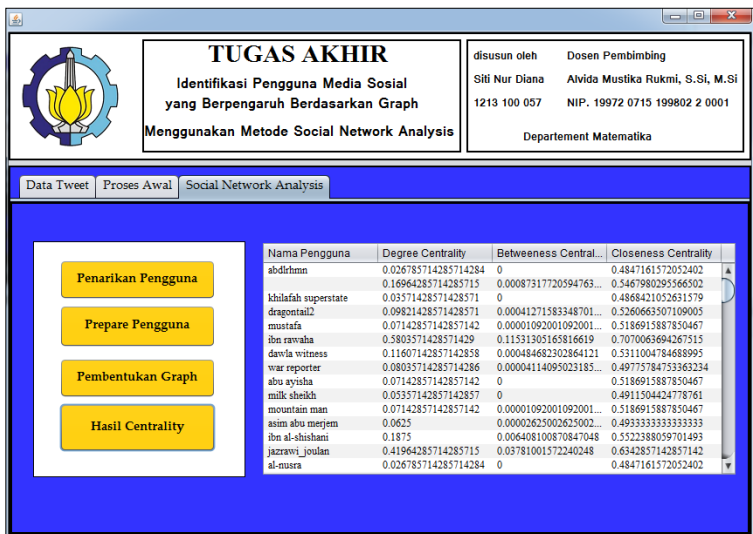 X
TUGAS AKHIR
Identifikasi Pengguna Media Sosial
yang Berpengaruh Berdasarkan Graph
Menggunakan Metode Social Network Analysis
disusun oleh Dosen Pembimbing
Siti Nur Diana Alvida Mustika Rukmi, S.Si, M.Si
1213 100 057 NIP. 19972 0715 199802 2 0001
Departement Matematika
Data Tweet Proses Awal Social Network Analysis
Penarikan Pengguna
Prepare Pengguna
Pembentukan Graph
Hasil Centrality
Nama Pengguna Degree Centrality Betweeness Central... Closeness Centrality
abdlrhmn 0.026785714285714284 0 0.4847161572052402
0.16964285714285715 0.00087317720594763... 0.5467980295566502
khilafah superstate 0.03571428571428571 0 0.4868421052631579
dragontail2 0.09821428571428571 0.00041271583348701... 0.5260663507109005
mustafa 0.07142857142857142 0.00001092001092001... 0.5186915887850467
ibn rawaha 0.5803571428571429 0.11531305165816619 0.7070063694267515
dawla witness 0.11607142857142858 0.000484682302864121 0.5311004784688995
war reporter 0.08035714285714286 0.00004114095023185... 0.49775784753363234
abu ayisha 0.07142857142857142 0 0.5186915887850467
milk sheikh 0.05357142857142857 0 0.4911504424778761
mountain man 0.07142857142857142 0.00001092001092001... 0.5186915887850467
asim abu merjem 0.0625 0.00002625002625002... 0.4933333333333333
ibn al-shishani 0.1875 0.006408100870847048 0.5522388059701493
jazrawi_joulan 0.41964285714285715 0.03781001572240248 0.6342857142857142
al-nusra 0.026785714285714284 0 0.4847161572052402